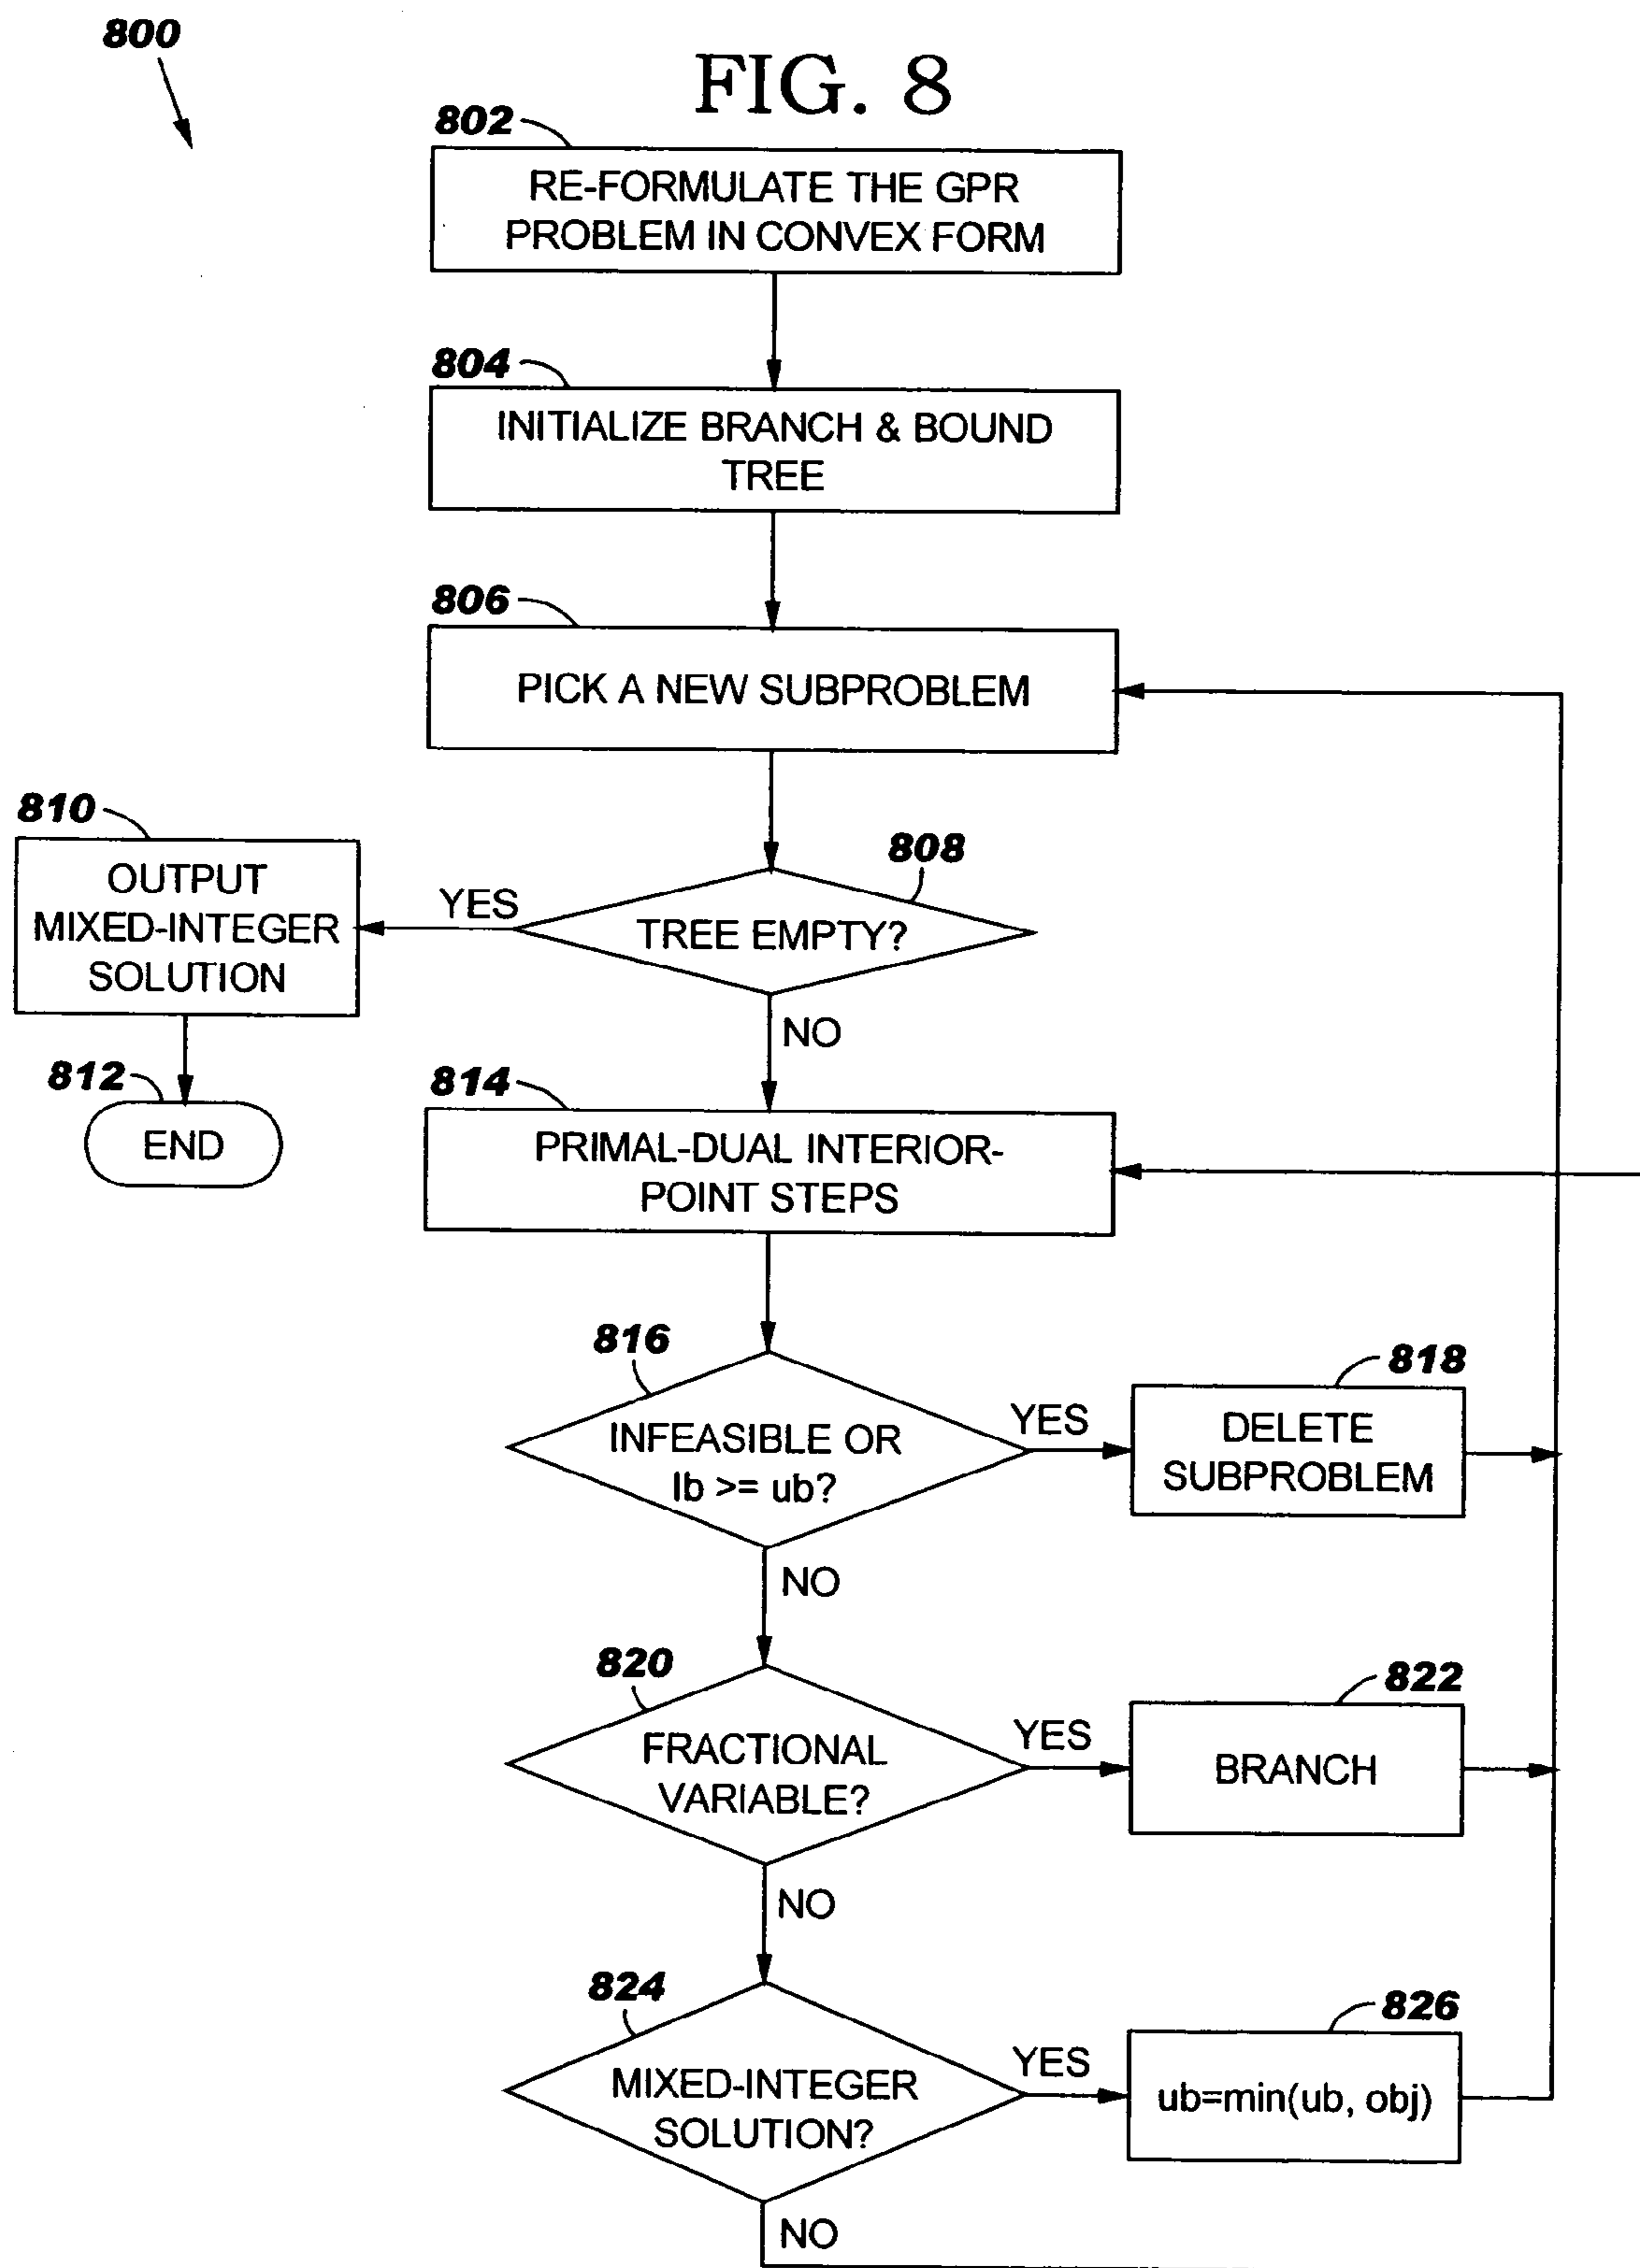 800
FIG. 8
802
RE-FORMULATE THE GPR
PROBLEM IN CONVEX FORM
804
INITIALIZE BRANCH & BOUND
TREE
806
PICK A NEW SUBPROBLEM
810
OUTPUT
MIXED-INTEGER
SOLUTION
YES
808
TREE EMPTY?
NO
812
END
814
PRIMAL-DUAL INTERIOR-
POINT STEPS
816
INFEASIBLE OR
lb >= ub?
YES
818
DELETE
SUBPROBLEM
NO
820
FRACTIONAL
VARIABLE?
YES
822
BRANCH
NO
824
MIXED-INTEGER
SOLUTION?
YES
826
ub=min(ub, obj)
NO